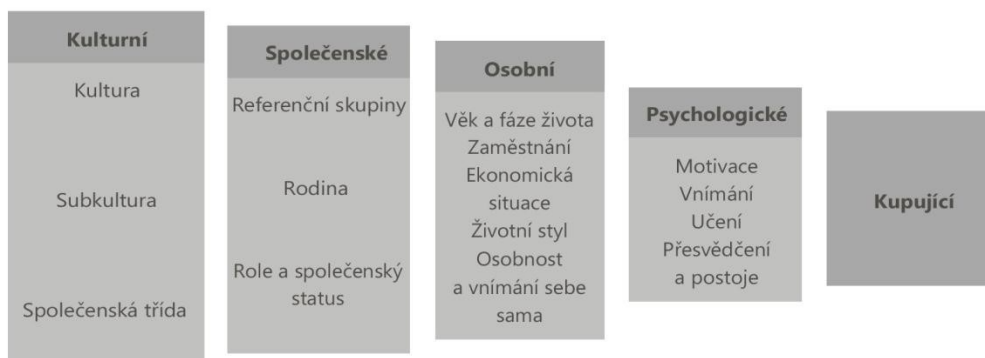 Kulturní
Kultura
Subkultura
Společenská třída
Společenské
Referenční skupiny
Rodina
Role a společenský
status
Osobní
Věk a fáze života
Zaměstnání
Ekonomická
situace
Životní styl
Osobnost
a vnímání sebe
sama
Psychologické
Motivace
Vnímání
Učení
Přesvědčení
a postoje
Kupující